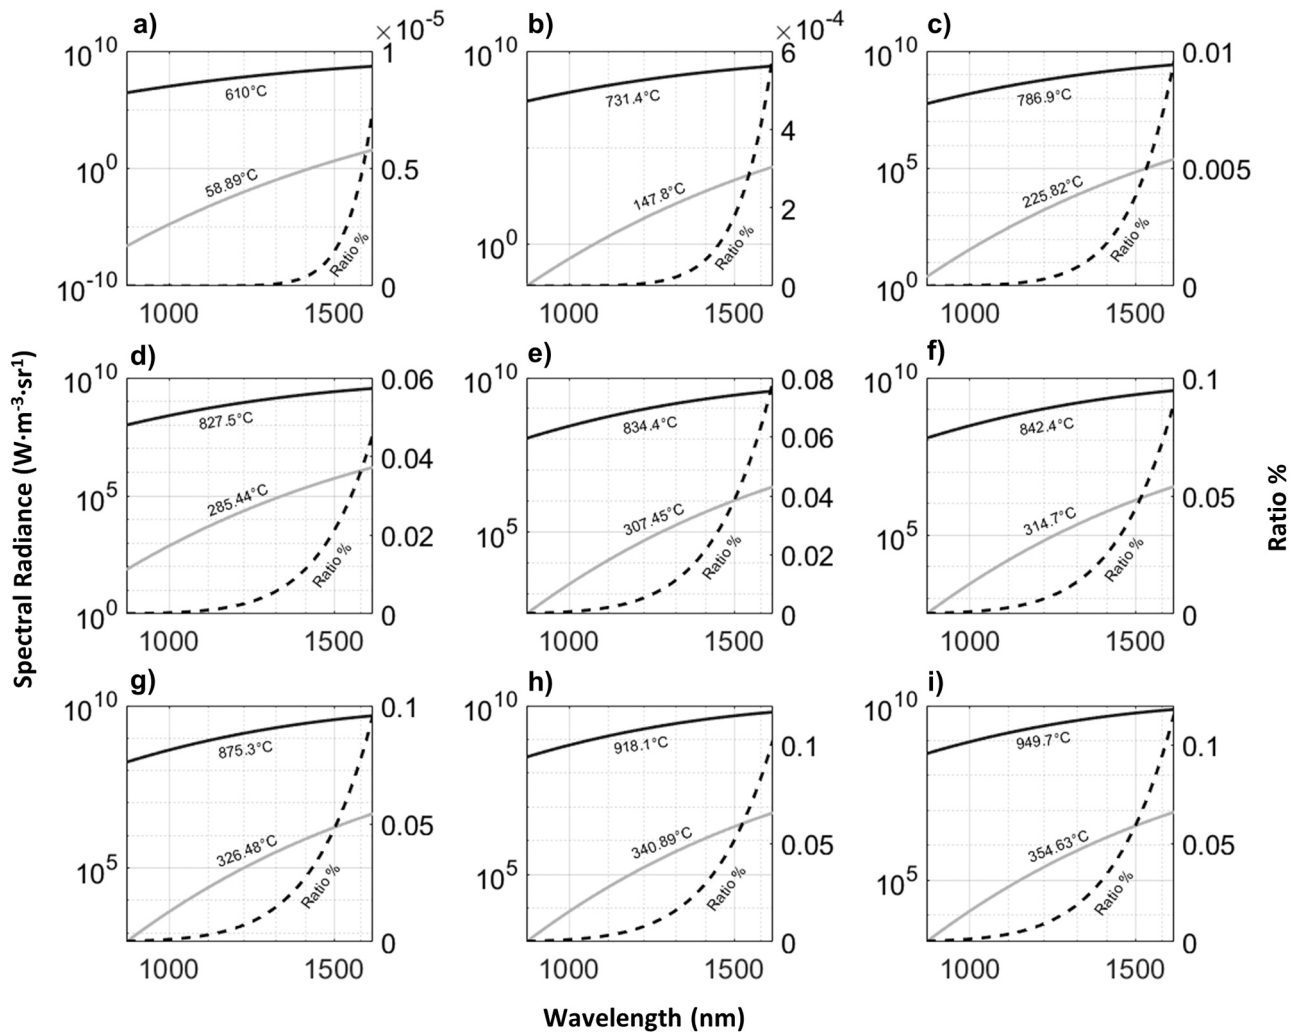 a)
×10⁻⁵
b)
×10⁻⁴
c)
10¹⁰
10⁰
10⁻¹⁰
1
0.5
0
610°C
58.89°C
Ratio %
1000
1500
10¹⁰
10⁰
6
4
2
0
731.4°C
147.8°C
Ratio %
1000
1500
10¹⁰
10⁵
10⁰
0.01
0.005
0
786.9°C
225.82°C
Ratio %
1000
1500
d)
10¹⁰
10⁵
10⁰
0.06
0.04
0.02
0
827.5°C
285.44°C
Ratio %
1000
1500
e)
10¹⁰
10⁵
0.08
0.06
0.04
0.02
0
834.4°C
307.45°C
Ratio %
1000
1500
f)
10¹⁰
10⁵
0.1
0.05
0
842.4°C
314.7°C
Ratio %
1000
1500
g)
10¹⁰
10⁵
0.1
0.05
0
875.3°C
326.48°C
Ratio %
1000
1500
h)
10¹⁰
10⁵
0.1
0.05
0
918.1°C
340.89°C
Ratio %
1000
1500
i)
10¹⁰
10⁵
0.1
0.05
0
949.7°C
354.63°C
Ratio %
1000
1500
Spectral Radiance (W·m⁻³·sr¹)
Ratio %
Wavelength (nm)